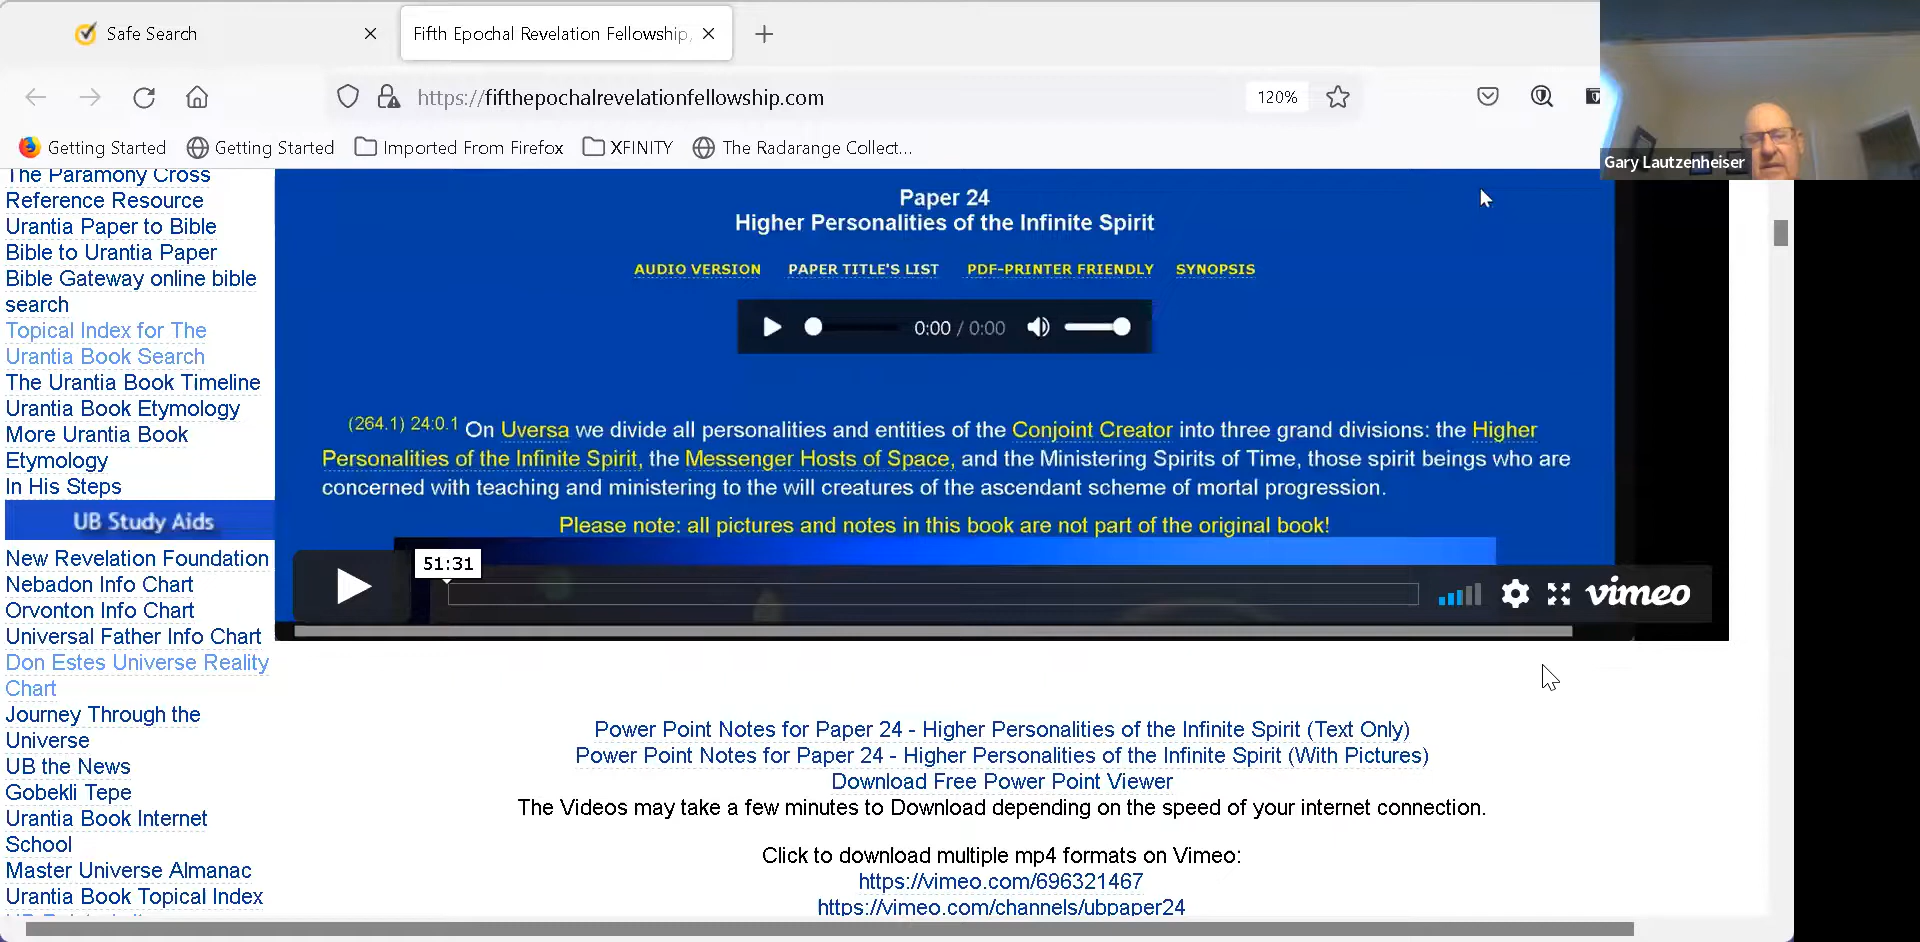 Safe Search
Fifth Epochal Revelation Fellowship,
https://fifthepochalrevelationfellowship.com
120%
Getting Started
Getting Started
Imported From Firefox
XFINITY
The Radarange Collect...
Gary Lautzenheiser
The Paramony Cross
Reference Resource
Urantia Paper to Bible
Bible to Urantia Paper
Bible Gateway online bible
search
Topical Index for The
Urantia Book Search
The Urantia Book Timeline
Urantia Book Etymology
More Urantia Book
Etymology
In His Steps
UB Study Aids
New Revelation Foundation
Nebadon Info Chart
Orvonton Info Chart
Universal Father Info Chart
Don Estes Universe Reality
Chart
Journey Through the
Universe
UB the News
Gobekli Tepe
Urantia Book Internet
School
Master Universe Almanac
Urantia Book Topical Index
Paper 24
Higher Personalities of the Infinite Spirit
AUDIO VERSION PAPER TITLE'S LIST PDF-PRINTER FRIENDLY SYNOPSIS
0:00 / 0:00
(264.1) 24:0.1 On Uversa we divide all personalities and entities of the Conjoint Creator into three grand divisions: the Higher
Personalities of the Infinite Spirit, the Messenger Hosts of Space, and the Ministering Spirits of Time, those spirit beings who are
concerned with teaching and ministering to the will creatures of the ascendant scheme of mortal progression.
Please note: all pictures and notes in this book are not part of the original book!
51:31
vimeo
Power Point Notes for Paper 24 - Higher Personalities of the Infinite Spirit (Text Only)
Power Point Notes for Paper 24 - Higher Personalities of the Infinite Spirit (With Pictures)
Download Free Power Point Viewer
The Videos may take a few minutes to Download depending on the speed of your internet connection.
Click to download multiple mp4 formats on Vimeo:
https://vimeo.com/696321467
https://vimeo.com/channels/ubpaper24